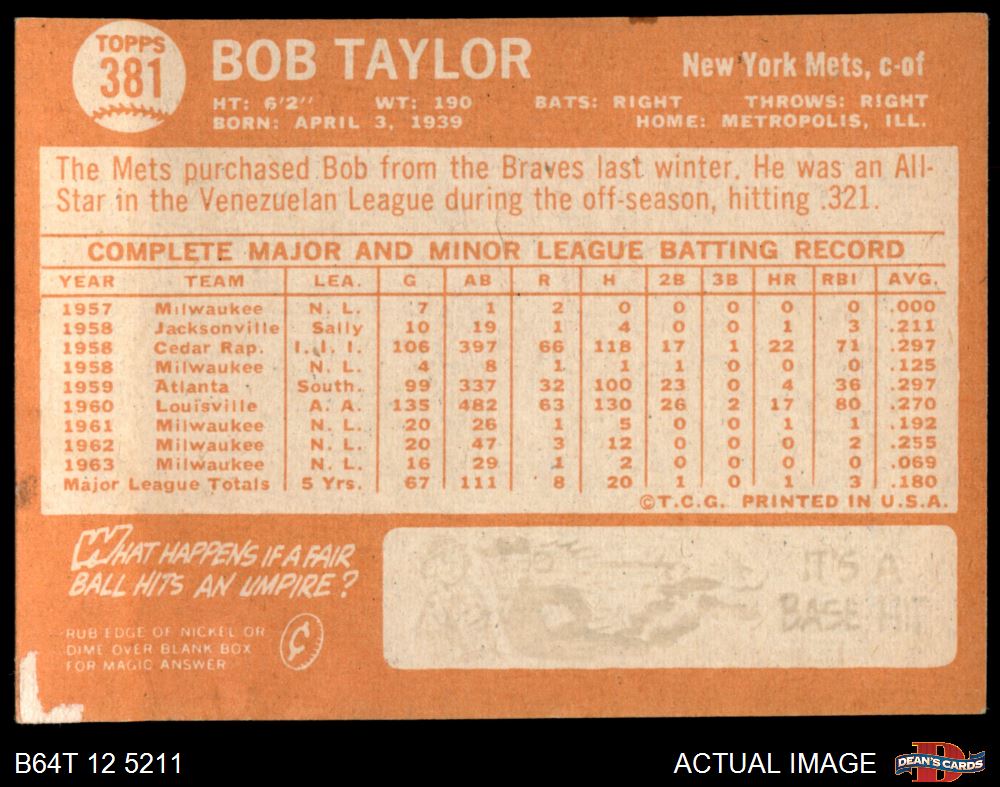 TOPPS
381
BOB TAYLOR
New York Mets, c-of
HT: 6'2" WT: 190 BATS: RIGHT THROWS: RIGHT
BORN: APRIL 3, 1939 HOME: METROPOLIS, ILL.
The Mets purchased Bob from the Braves last winter. He was an All-
Star in the Venezuelan League during the off-season, hitting .321.
COMPLETE MAJOR AND MINOR LEAGUE BATTING RECORD
YEAR TEAM LEA. G AB R H 2B 3B HR RBI AVG.
1957 Milwaukee N. L. 7 1 2 0 0 0 0 0 .000
1958 Jacksonville Sally 10 19 1 4 0 0 1 3 .211
1958 Cedar Rap. I. I. I. 106 397 66 118 17 1 22 71 .297
1958 Milwaukee N. L. 4 8 1 1 1 0 0 0 .125
1959 Atlanta South. 99 337 32 100 23 0 4 36 .297
1960 Louisville A. A. 135 482 63 130 26 2 17 80 .270
1961 Milwaukee N. L. 20 26 1 5 0 0 1 1 .192
1962 Milwaukee N. L. 20 47 3 12 0 0 0 2 .255
1963 Milwaukee N. L. 16 29 1 2 0 0 0 0 .069
Major League Totals 5 Yrs. 67 111 8 20 1 0 1 3 .180
©T.C.G. PRINTED IN U.S.A.
WHAT HAPPENS IF A FAIR
BALL HITS AN UMPIRE?
RUB EDGE OF NICKEL OR
DIME OVER BLANK BOX
FOR MAGIC ANSWER
¢
IT'S A
BASE HIT
B64T 12 5211
ACTUAL IMAGE
DEAN'S CARDS